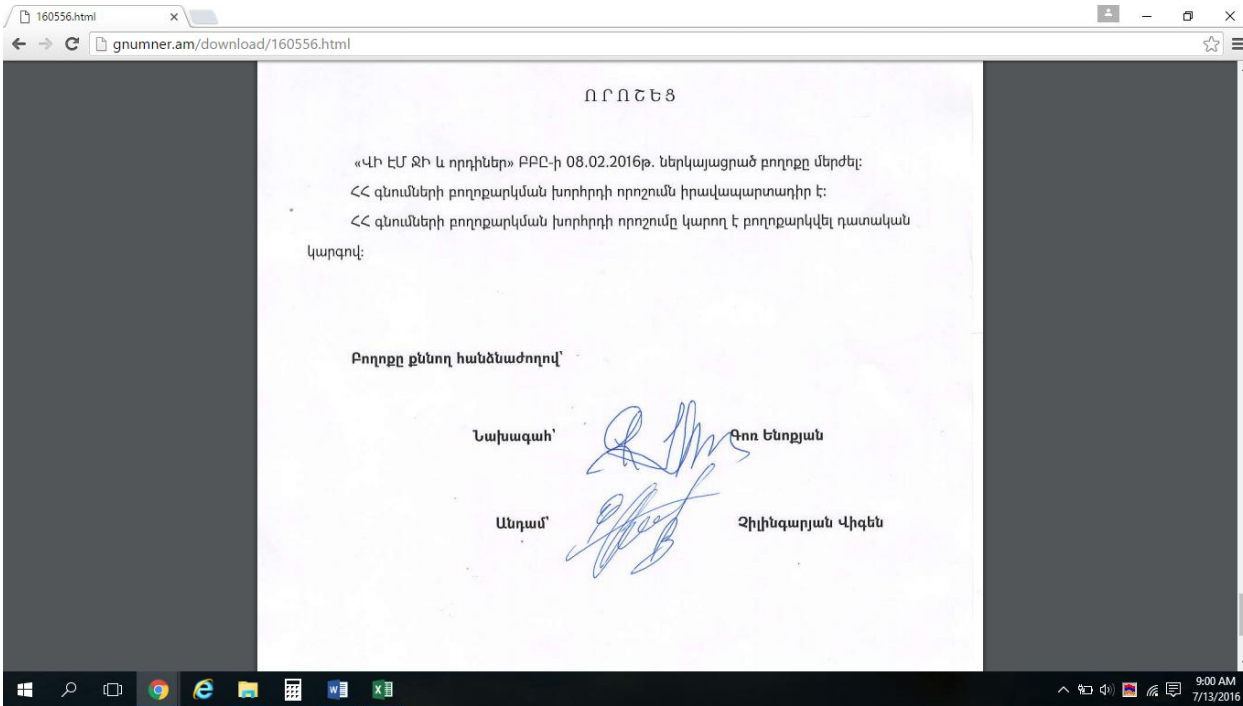 160556.html
gnumner.am/download/160556.html
ՈՐՈՇԵՑ
«ՎԻ ԷՄ ՋԻ և որդիներ» ԲԲԸ-ի 08.02.2016թ. ներկայացրած բողոքը մերժել:
ՀՀ գնումների բողոքարկման խորհրդի որոշումն իրավապարտադիր է:
ՀՀ գնումների բողոքարկման խորհրդի որոշումը կարող է բողոքարկվել դատական
կարգով:
Բողոքը քննող հանձնաժողով՝
Նախագահ՝ Գոռ Ենոքյան
Անդամ՝ Չիլինգարյան Վիգեն
9:00 AM
7/13/2016